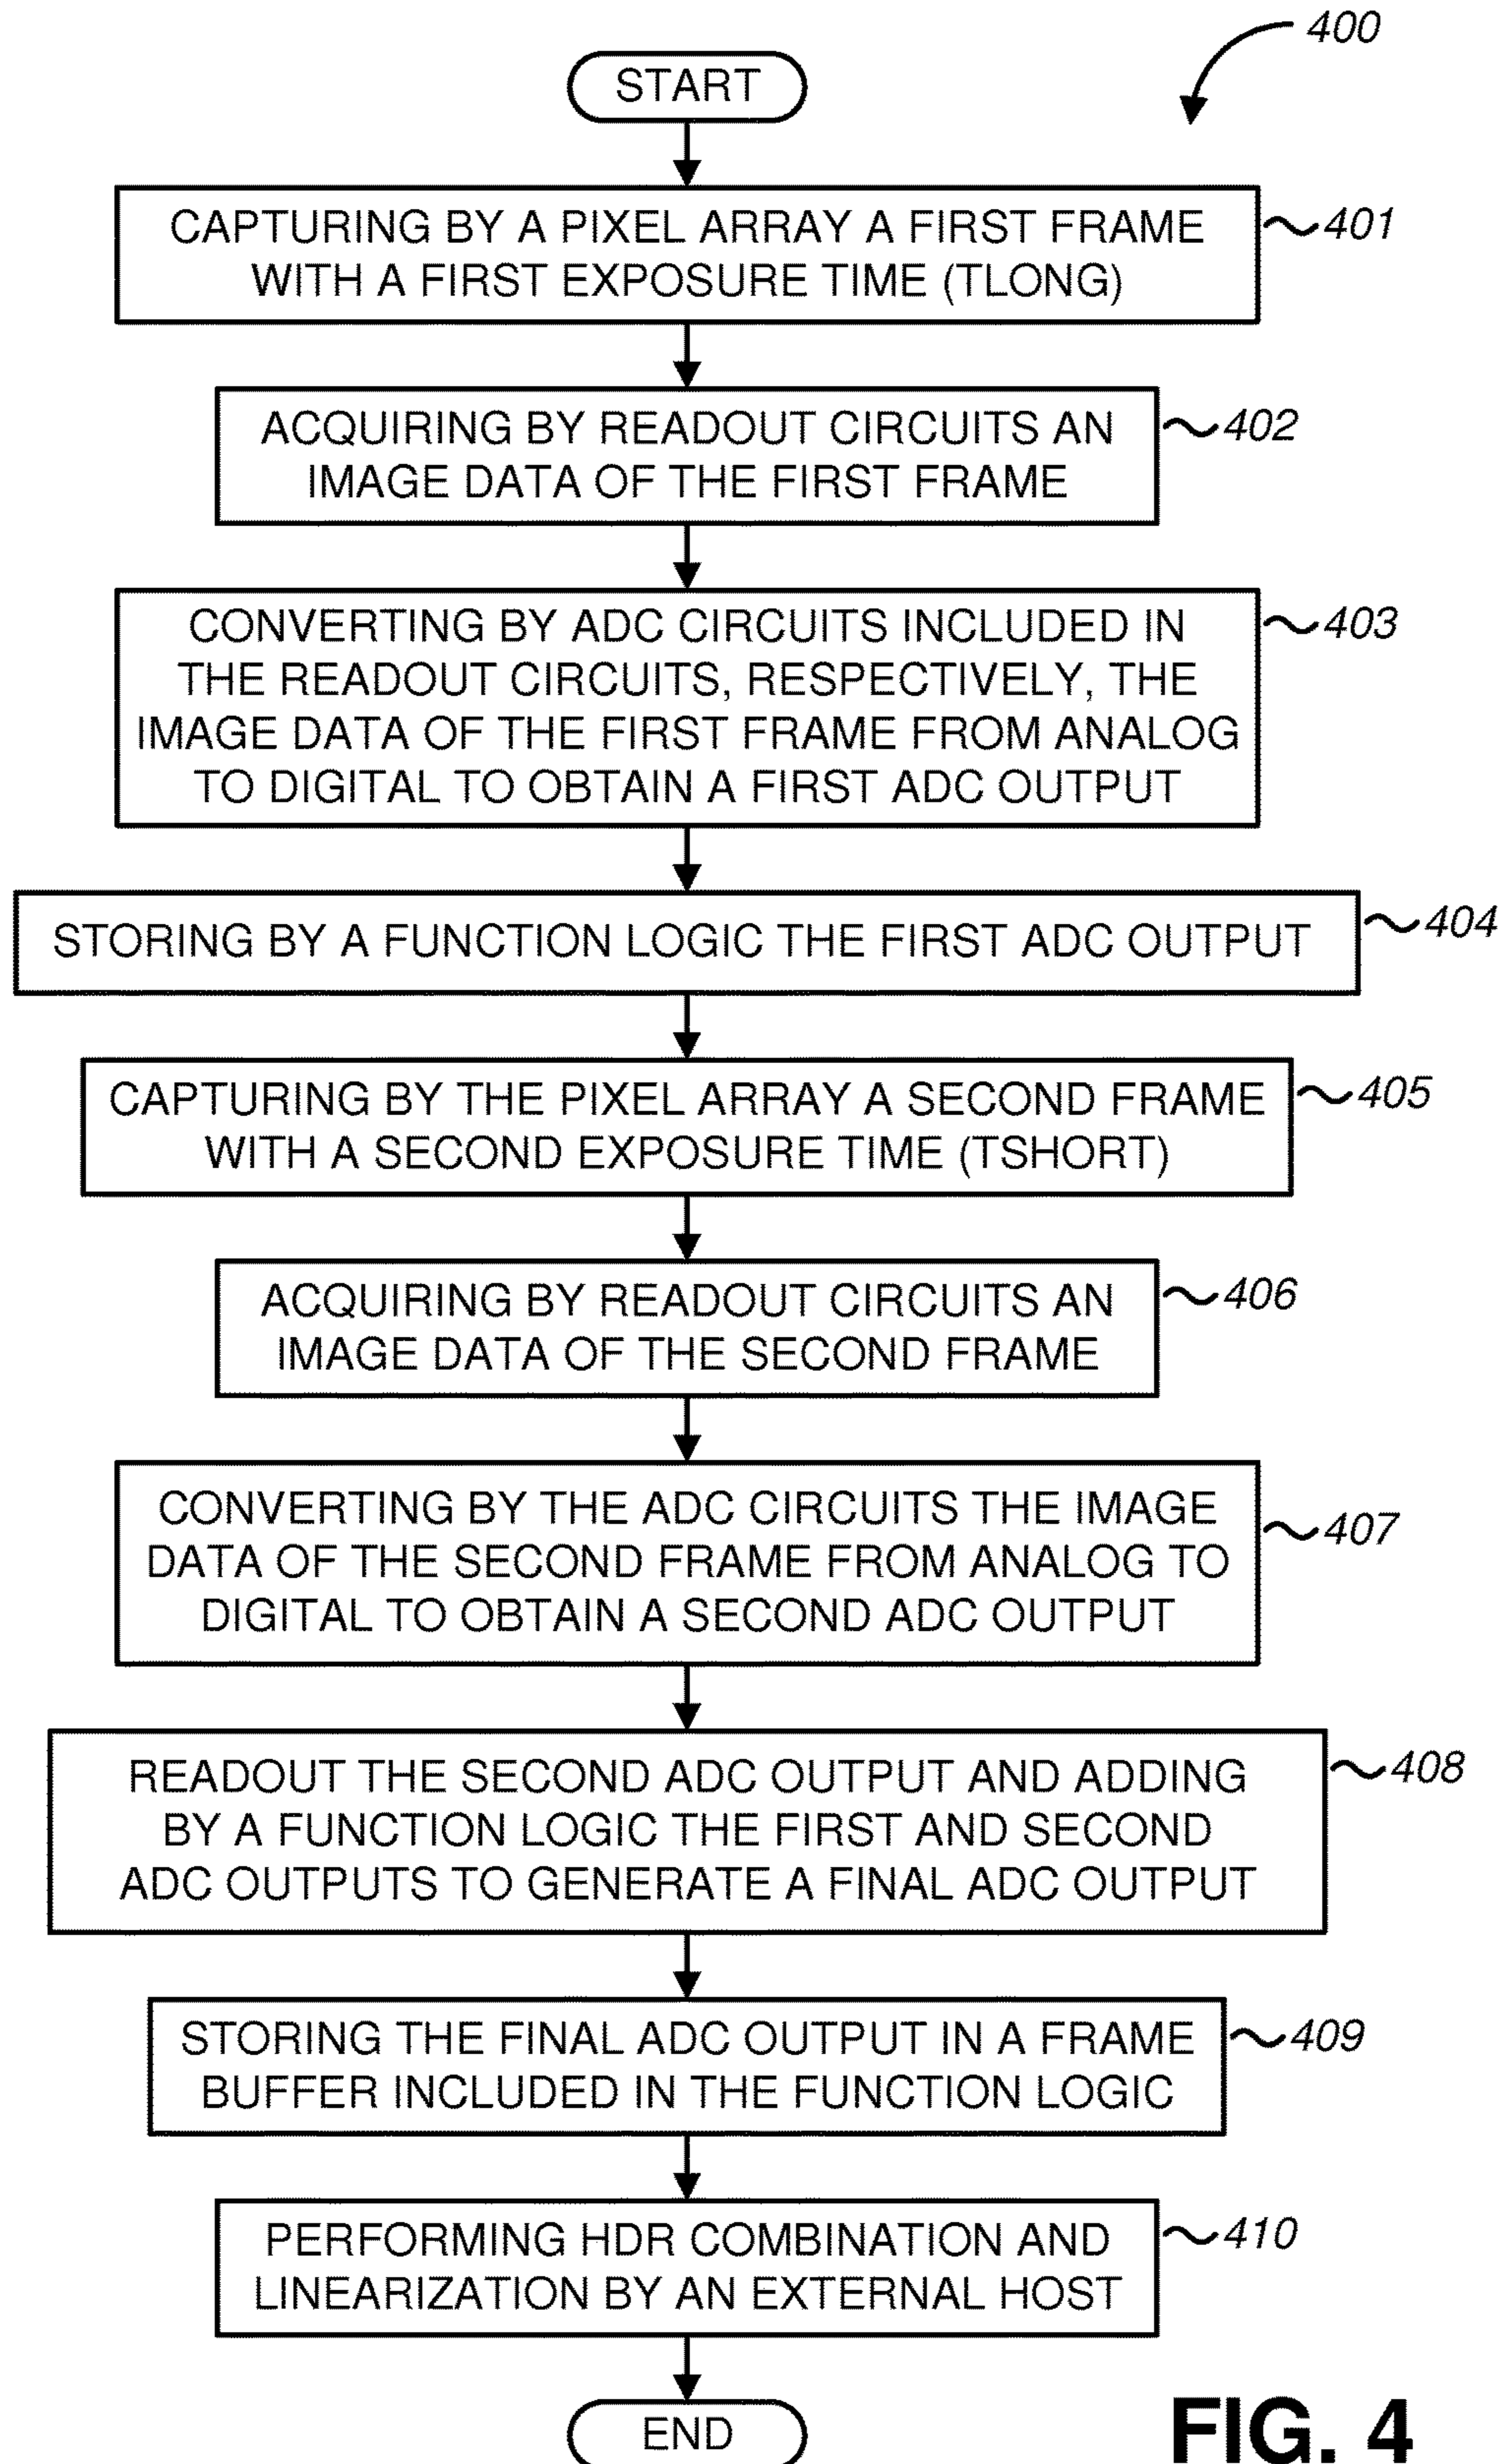 400
START
CAPTURING BY A PIXEL ARRAY A FIRST FRAME
WITH A FIRST EXPOSURE TIME (TLONG)
401
ACQUIRING BY READOUT CIRCUITS AN
IMAGE DATA OF THE FIRST FRAME
402
CONVERTING BY ADC CIRCUITS INCLUDED IN
THE READOUT CIRCUITS, RESPECTIVELY, THE
IMAGE DATA OF THE FIRST FRAME FROM ANALOG
TO DIGITAL TO OBTAIN A FIRST ADC OUTPUT
403
STORING BY A FUNCTION LOGIC THE FIRST ADC OUTPUT
404
CAPTURING BY THE PIXEL ARRAY A SECOND FRAME
WITH A SECOND EXPOSURE TIME (TSHORT)
405
ACQUIRING BY READOUT CIRCUITS AN
IMAGE DATA OF THE SECOND FRAME
406
CONVERTING BY THE ADC CIRCUITS THE IMAGE
DATA OF THE SECOND FRAME FROM ANALOG TO
DIGITAL TO OBTAIN A SECOND ADC OUTPUT
407
READOUT THE SECOND ADC OUTPUT AND ADDING
BY A FUNCTION LOGIC THE FIRST AND SECOND
ADC OUTPUTS TO GENERATE A FINAL ADC OUTPUT
408
STORING THE FINAL ADC OUTPUT IN A FRAME
BUFFER INCLUDED IN THE FUNCTION LOGIC
409
PERFORMING HDR COMBINATION AND
LINEARIZATION BY AN EXTERNAL HOST
410
END
FIG. 4